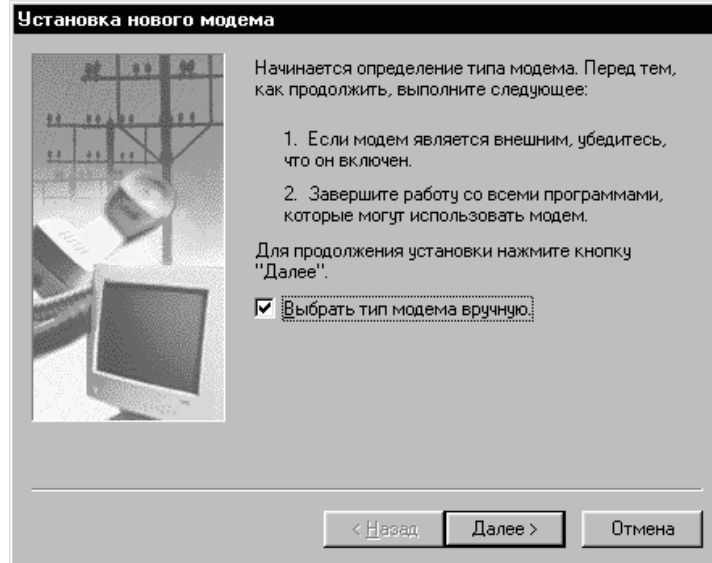 Установка нового модема
Начинается определение типа модема. Перед тем,
как продолжить, выполните следующее:
1. Если модем является внешним, убедитесь,
что он включен.
2. Завершите работу со всеми программами,
которые могут использовать модем.
Для продолжения установки нажмите кнопку
"Далее".
Выбрать тип модема вручную.
< Назад Далее > Отмена